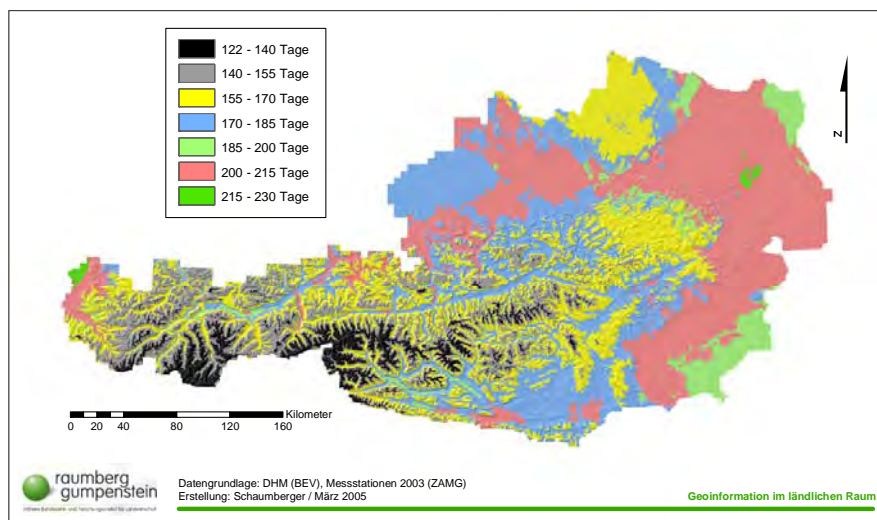 122 - 140 Tage
140 - 155 Tage
155 - 170 Tage
170 - 185 Tage
185 - 200 Tage
200 - 215 Tage
215 - 230 Tage
N
Kilometer
0 20 40 80 120 160
raumberg
gumpenstein
Datengrundlage: DHM (BEV), Messstationen 2003 (ZAMG)
Erstellung: Schaumberger / März 2005
Geoinformation im ländlichen Raum